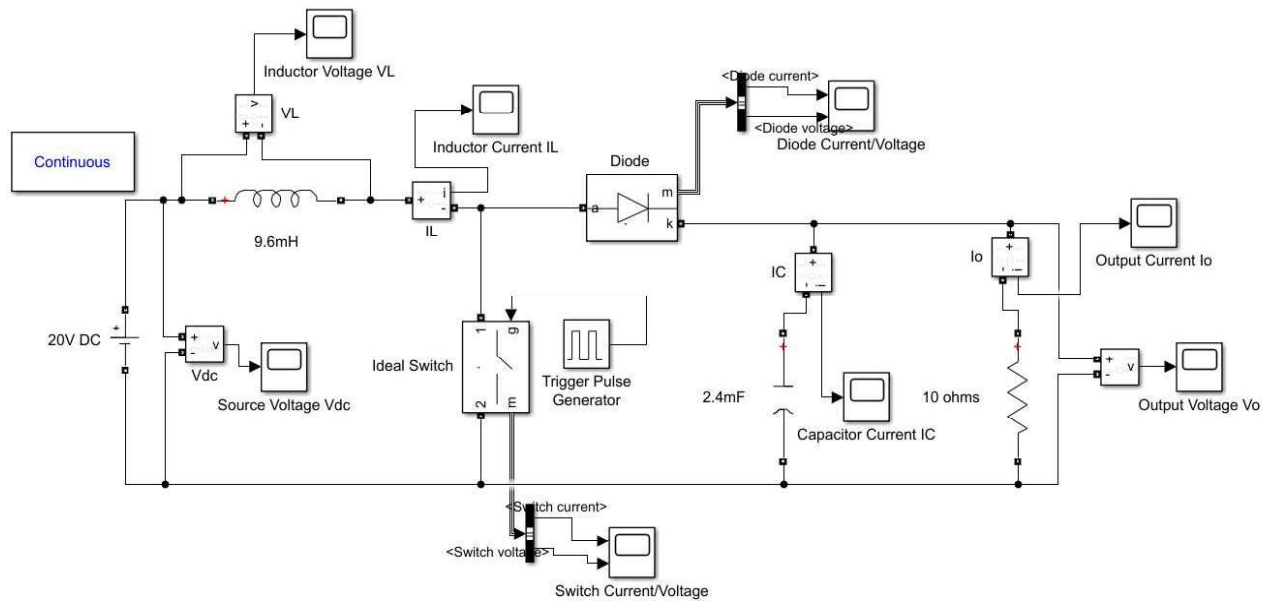 Inductor Voltage VL
v
+ -
VL
Continuous
Inductor Current IL
+ i
-
IL
9.6mH
<Diode current>
<Diode voltage>
Diode Current/Voltage
Diode
a
m
k
+
- i
IC
+
- i
Io
Output Current Io
20V DC
+
+
- v
Vdc
Source Voltage Vdc
Ideal Switch
1
g
2
m
Trigger Pulse
Generator
2.4mF
Capacitor Current IC
10 ohms
+
- v
Output Voltage Vo
<Switch current>
<Switch voltage>
Switch Current/Voltage